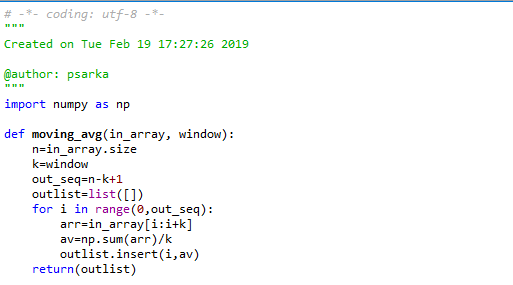 # -*- coding: utf-8 -*-
"""
Created on Tue Feb 19 17:27:26 2019

@author: psarka
"""
import numpy as np

def moving_avg(in_array, window):
    n=in_array.size
    k=window
    out_seq=n-k+1
    outlist=list([])
    for i in range(0,out_seq):
        arr=in_array[i:i+k]
        av=np.sum(arr)/k
        outlist.insert(i,av)
    return(outlist)